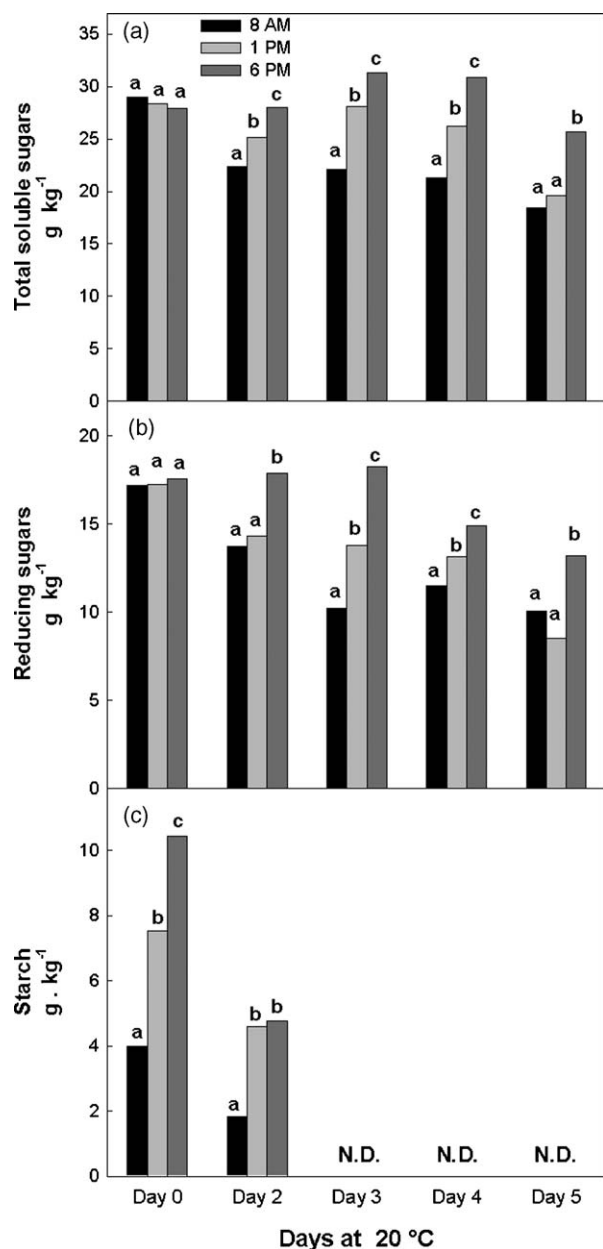 (a)
8 AM
1 PM
6 PM
Total soluble sugars
g kg-1
35
30
25
20
15
10
5
0
a a a
a b c
a b c
a b c
a a b
(b)
Reducing sugars
g kg-1
20
15
10
5
0
a a a
a a b
a b c
a b c
a a b
(c)
Starch
g . kg-1
10
8
6
4
2
0
a b c
a b b
N.D. N.D. N.D.
Day 0 Day 2 Day 3 Day 4 Day 5
Days at 20 °C